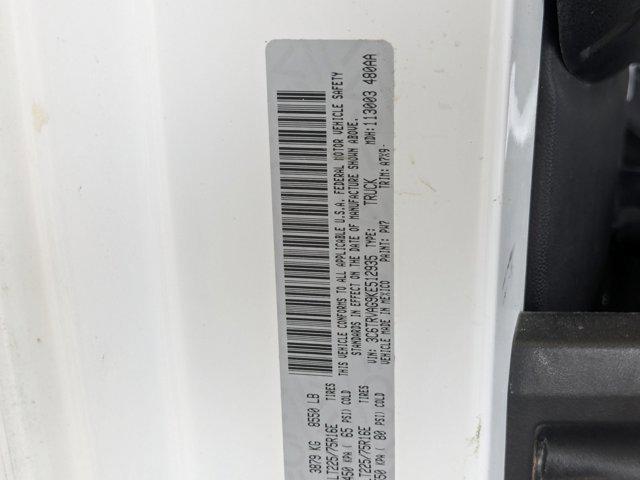 3879 KG 8550 LB
LT225/75R16E TIRES
450 KPA ( 65 PSI) COLD
LT225/75R16E TIRES
550 KPA ( 80 PSI) COLD
THIS VEHICLE CONFORMS TO ALL APPLICABLE U.S.A. FEDERAL MOTOR VEHICLE SAFETY
STANDARDS IN EFFECT ON THE DATE OF MANUFACTURE SHOWN ABOVE.
MDH: 113003 480AA
VIN: 3C6TRVAG9KE512935 TYPE: TRUCK
VEHICLE MADE IN MEXICO PAINT: PW7 TRIM: A7X9-